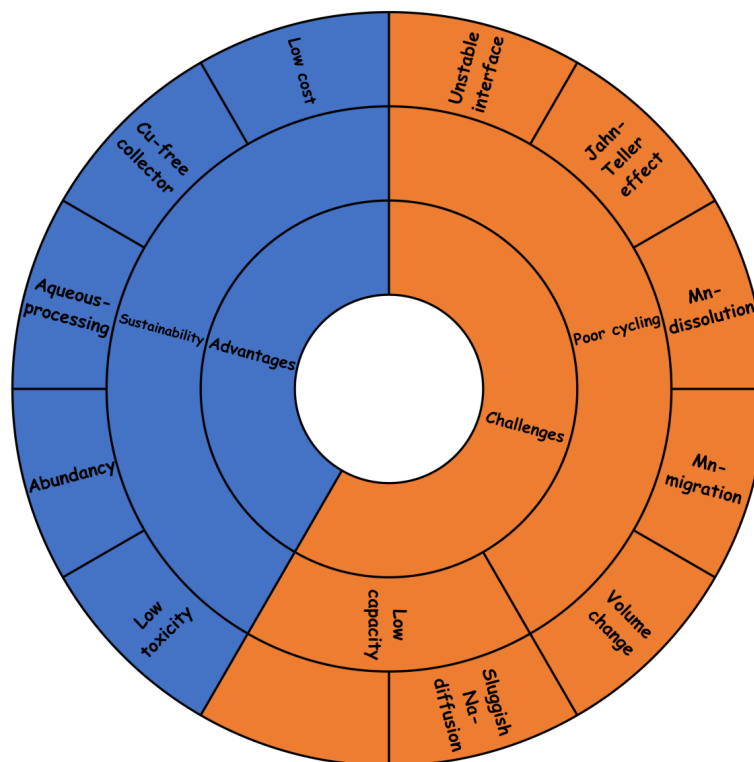 Low cost
Cu-free
collector
Aqueous-
processing
Abundancy
Low
toxicity
Sustainability
Advantages
Unstable
interface
Jahn-
Teller
effect
Mn-
dissolution
Mn-
migration
Volume
change
Sluggish
Na-
diffusion
Poor cycling
Low
capacity
Challenges